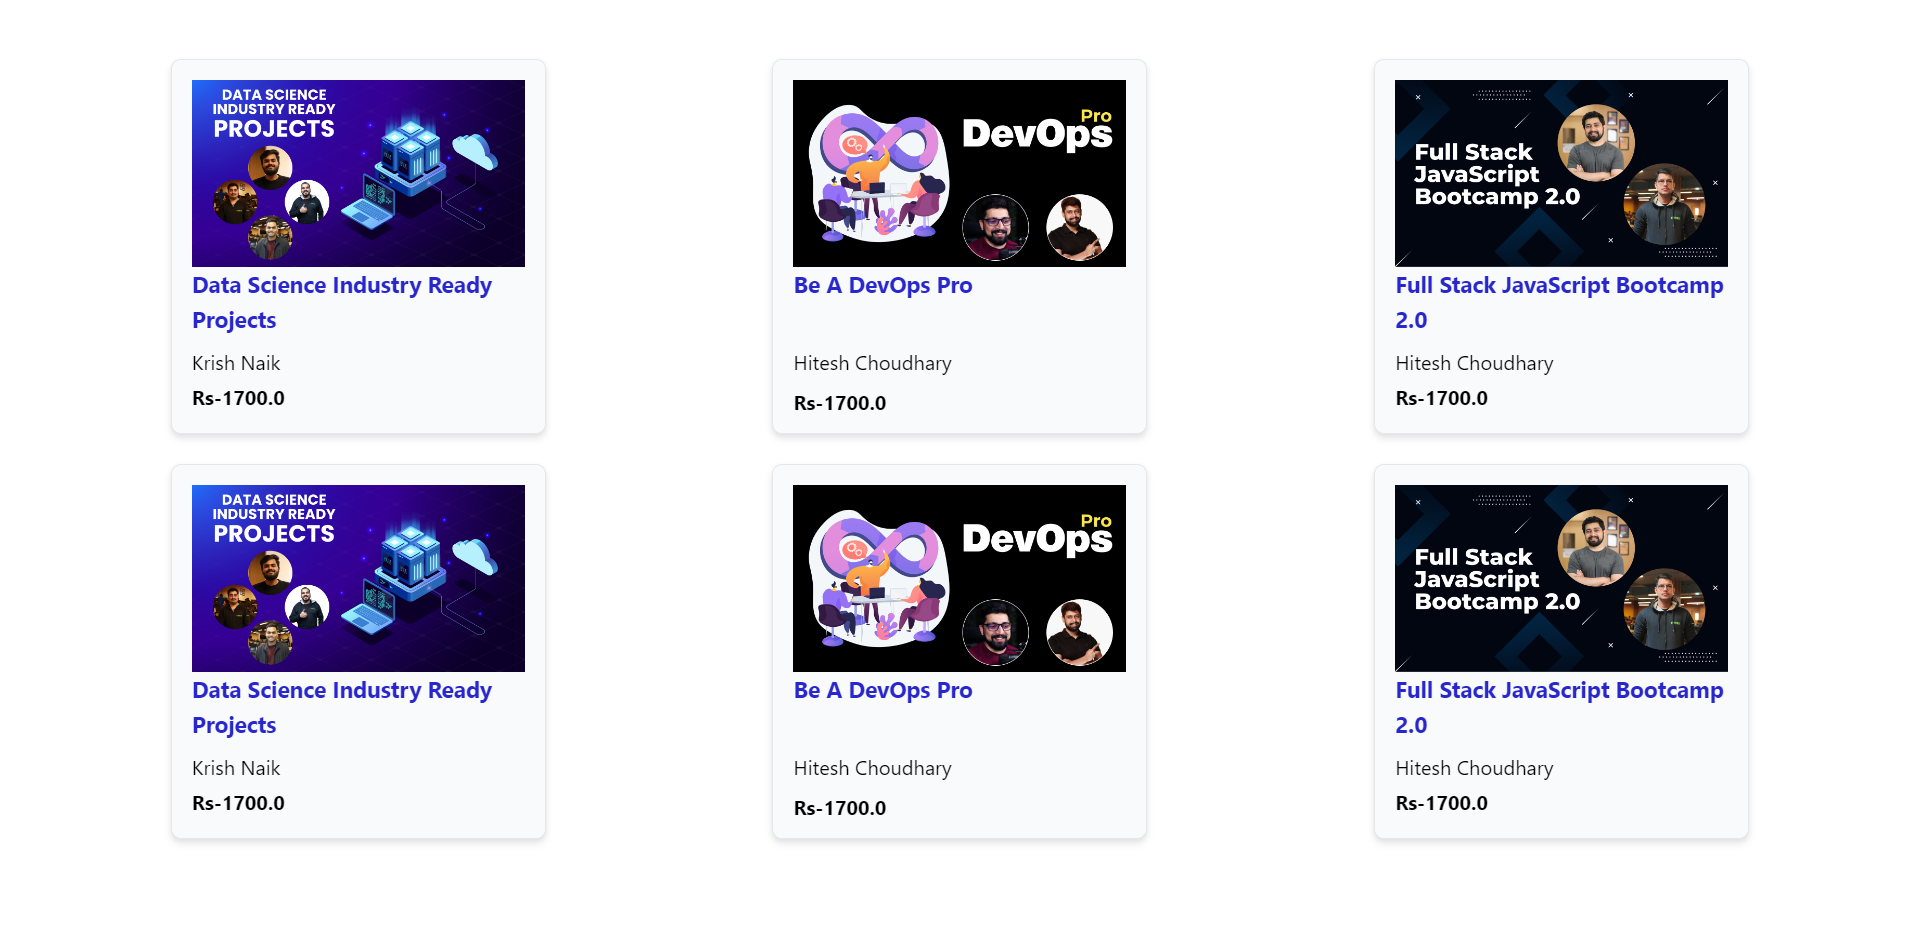 DATA SCIENCE
INDUSTRY READY
PROJECTS
Data Science Industry Ready
Projects
Krish Naik
Rs-1700.0
Pro
DevOps
Be A DevOps Pro
Hitesh Choudhary
Rs-1700.0
Full Stack
JavaScript
Bootcamp 2.0
Full Stack JavaScript Bootcamp
2.0
Hitesh Choudhary
Rs-1700.0
DATA SCIENCE
INDUSTRY READY
PROJECTS
Data Science Industry Ready
Projects
Krish Naik
Rs-1700.0
Pro
DevOps
Be A DevOps Pro
Hitesh Choudhary
Rs-1700.0
Full Stack
JavaScript
Bootcamp 2.0
Full Stack JavaScript Bootcamp
2.0
Hitesh Choudhary
Rs-1700.0